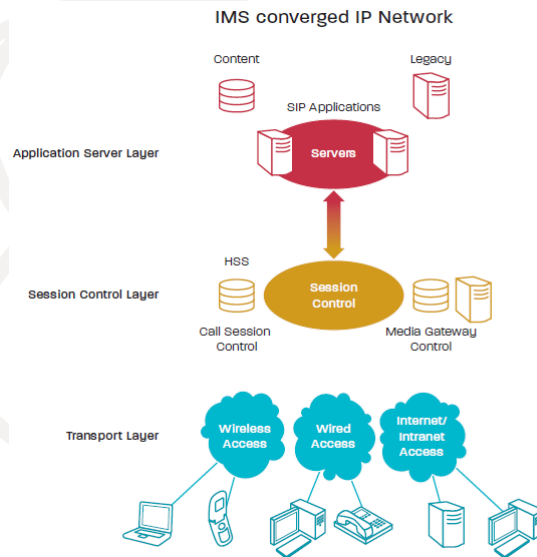 IMS converged IP Network
Content
Legacy
SIP Applications
Application Server Layer
Servers
HSS
Session Control Layer
Session
Control
Call Session
Control
Media Gateway
Control
Transport Layer
Wireless
Access
Wired
Access
Internet/
Intranet
Access